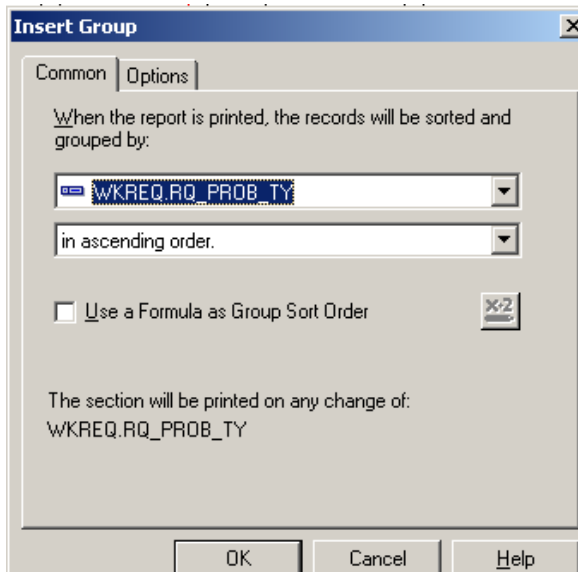 Insert Group
Common
Options
When the report is printed, the records will be sorted and
grouped by:
WKREQ.RQ_PROB_TY
in ascending order.
Use a Formula as Group Sort Order
X+2
The section will be printed on any change of:
WKREQ.RQ_PROB_TY
OK
Cancel
Help